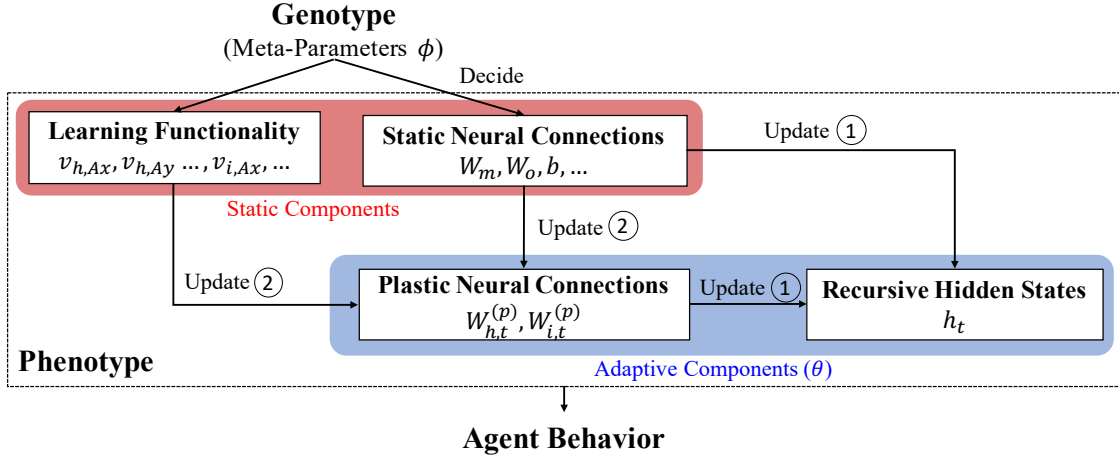 Genotype
(Meta-Parameters ϕ)
Decide
Learning Functionality
v_{h,Ax}, v_{h,Ay} ..., v_{i,Ax}, ...
Static Neural Connections
W_m, W_o, b, ...
Update ①
Static Components
Update ②
Update ②
Plastic Neural Connections
W_{h,t}^{(p)}, W_{i,t}^{(p)}
Update ①
Recursive Hidden States
h_t
Phenotype
Adaptive Components (θ)
Agent Behavior